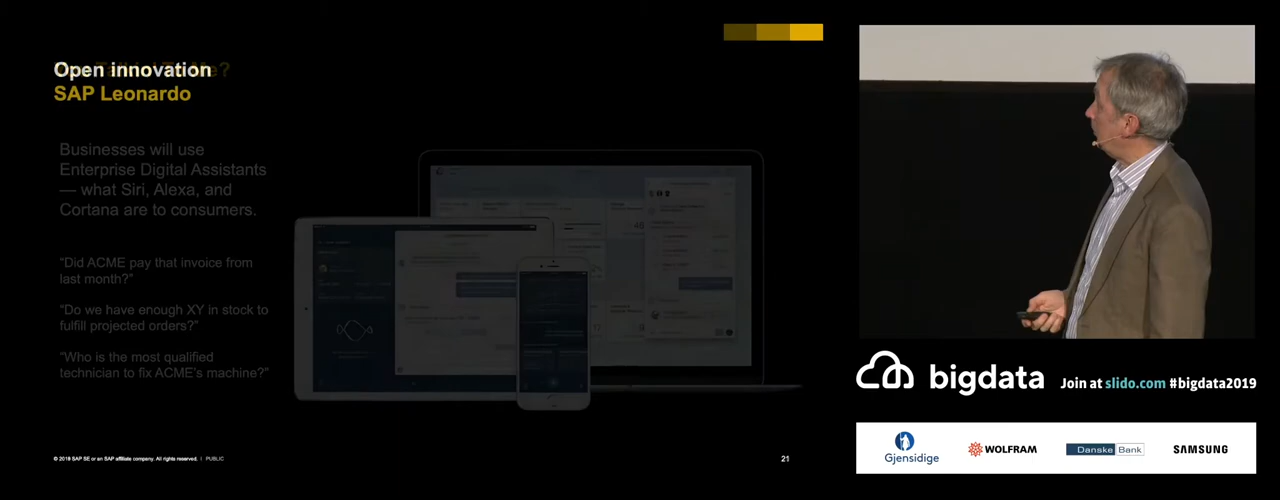 Open innovation
SAP Leonardo
Businesses will use
Enterprise Digital Assistants
— what Siri, Alexa, and
Cortana are to consumers.
“Did ACME pay that invoice from
last month?”
“Do we have enough XY in stock to
fulfill projected orders?”
“Who is the most qualified
technician to fix ACME’s machine?”
© 2019 SAP SE or an SAP affiliate company. All rights reserved. | PUBLIC
21
bigdata
Join at slido.com #bigdata2019
Gjensidige
WOLFRAM
Danske Bank
SAMSUNG